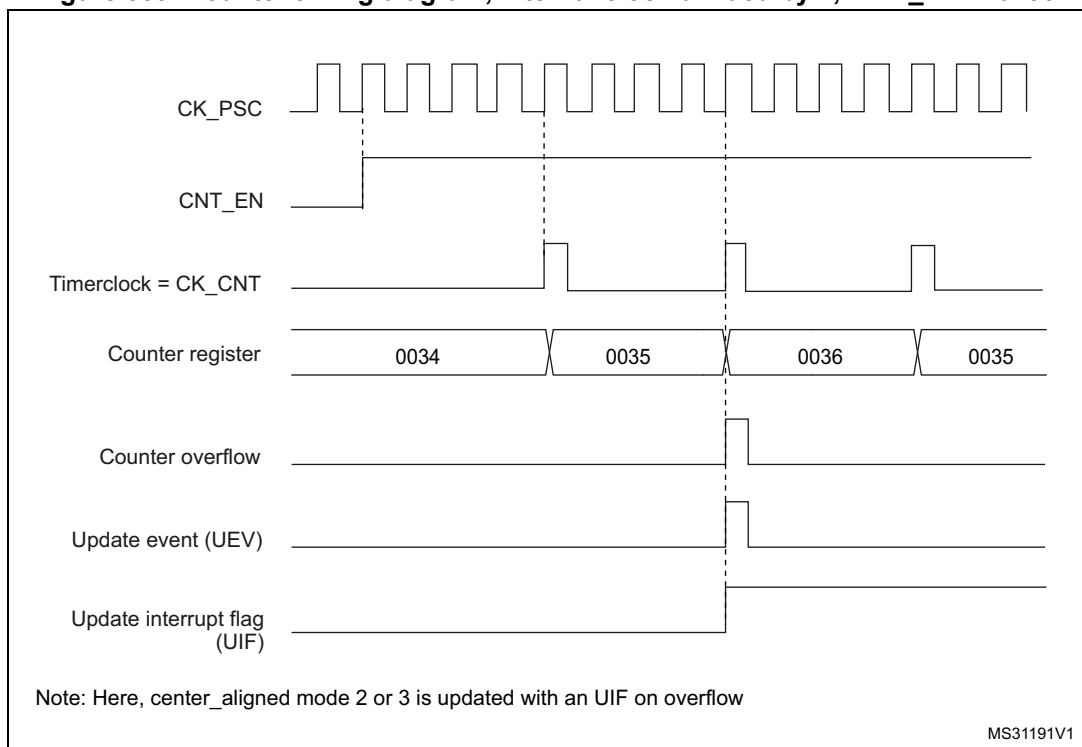 CK_PSC
CNT_EN
Timerclock = CK_CNT
Counter register
0034
0035
0036
0035
Counter overflow
Update event (UEV)
Update interrupt flag
(UIF)
Note: Here, center_aligned mode 2 or 3 is updated with an UIF on overflow
MS31191V1